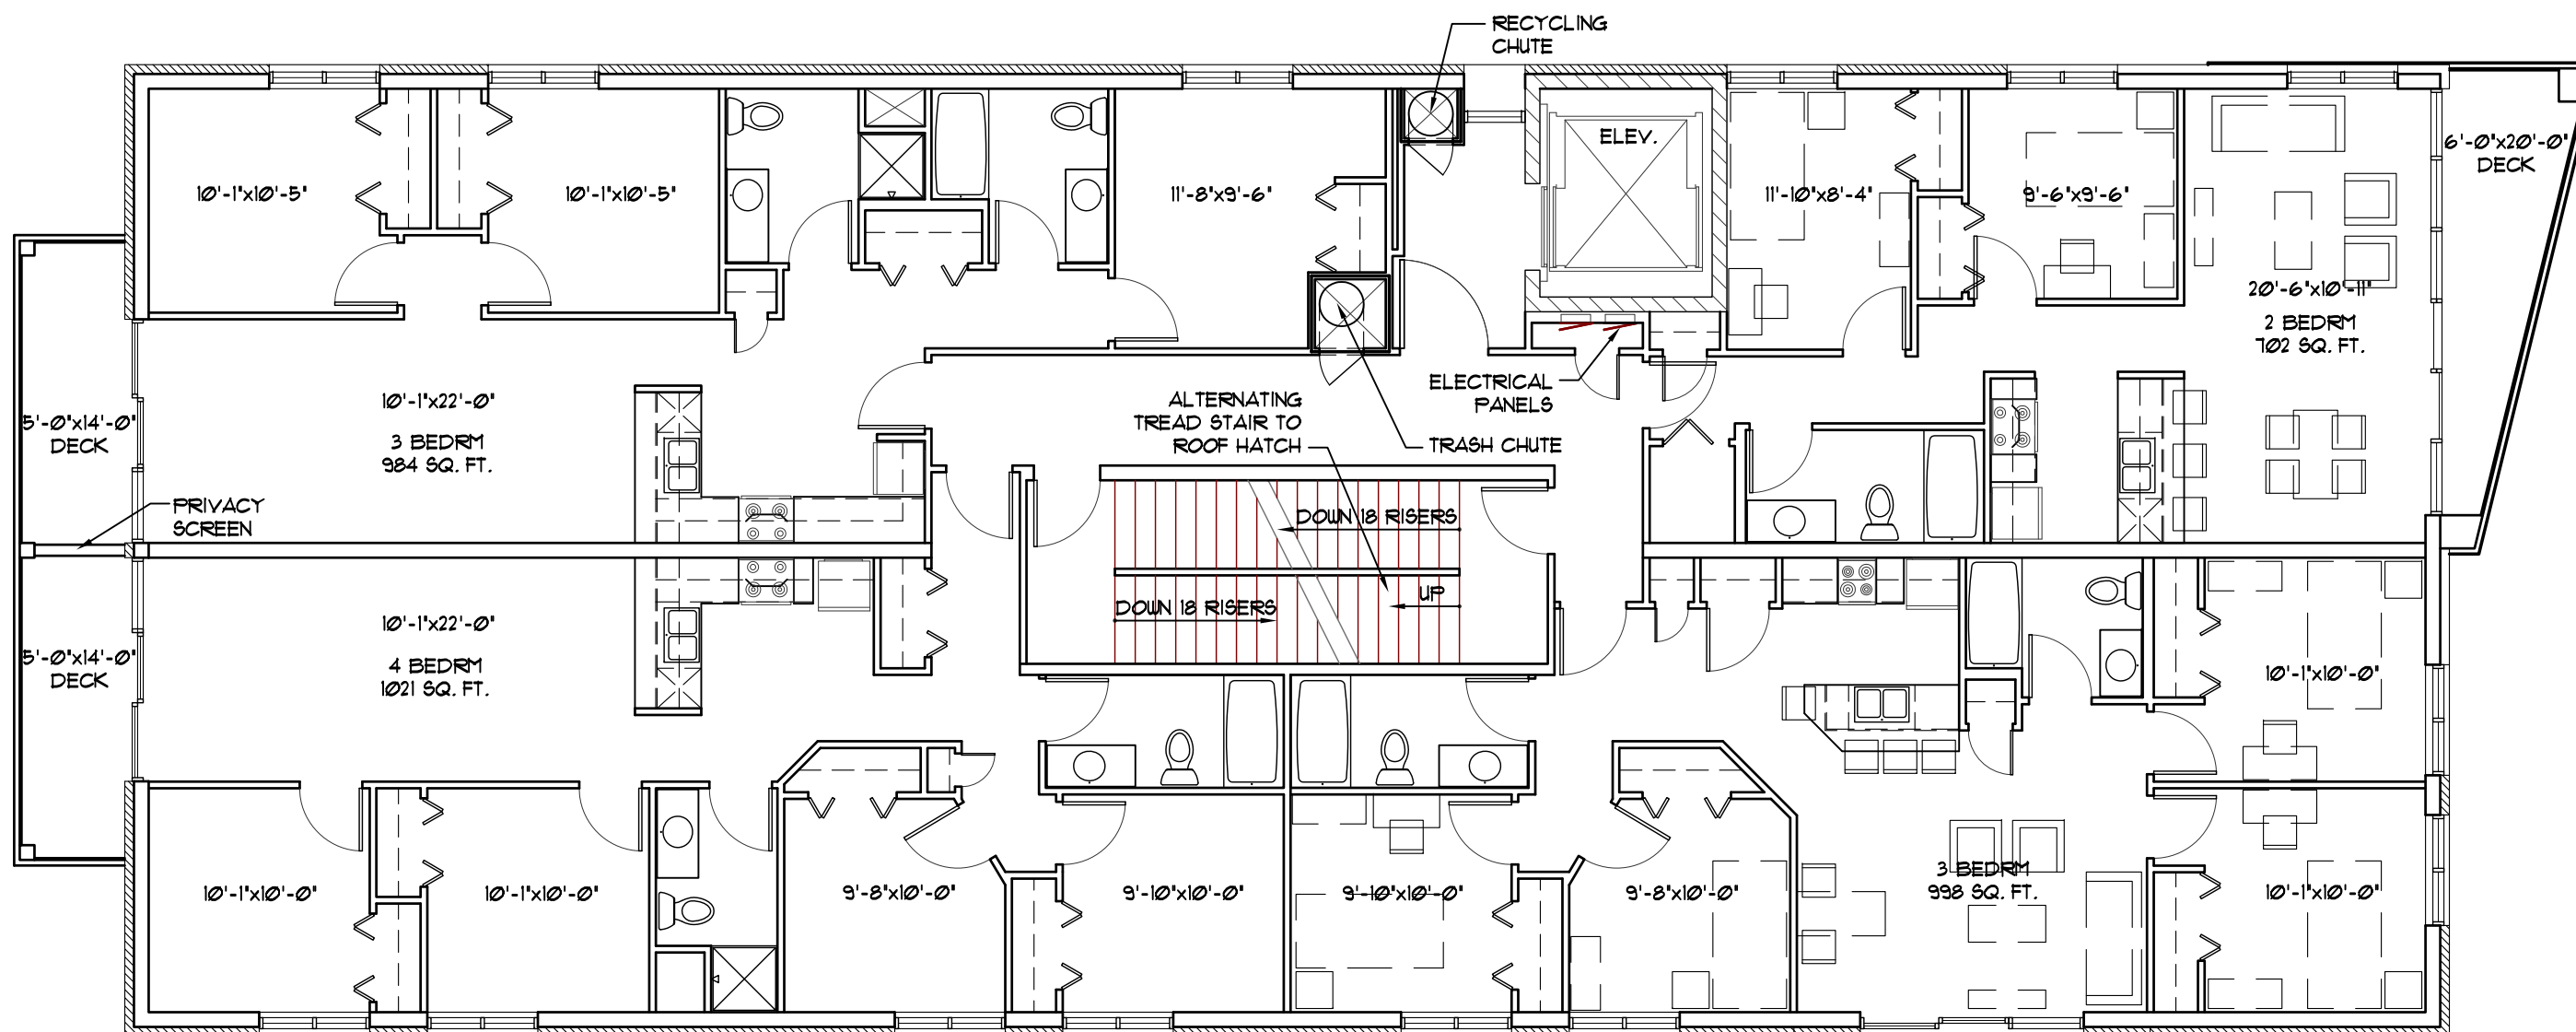 RECYCLING
CHUTE
ELEV.
6'-0"x20'-0"
DECK
10'-1"x10'-5"
10'-1"x10'-5"
11'-8"x9'-6"
11'-10"x8'-4"
9'-6"x9'-6"
20'-6"x10'-11"
2 BEDRM
702 SQ. FT.
ELECTRICAL
PANELS
ALTERNATING
TREAD STAIR TO
ROOF HATCH
TRASH CHUTE
10'-1"x22'-0"
3 BEDRM
984 SQ. FT.
5'-0"x14'-0"
DECK
PRIVACY
SCREEN
DOWN 18 RISERS
DOWN 18 RISERS
UP
10'-1"x22'-0"
4 BEDRM
1021 SQ. FT.
5'-0"x14'-0"
DECK
10'-1"x10'-0"
10'-1"x10'-0"
10'-1"x10'-0"
9'-8"x10'-0"
9'-10"x10'-0"
9'-10"x10'-0"
9'-8"x10'-0"
3 BEDRM
998 SQ. FT.
10'-1"x10'-0"